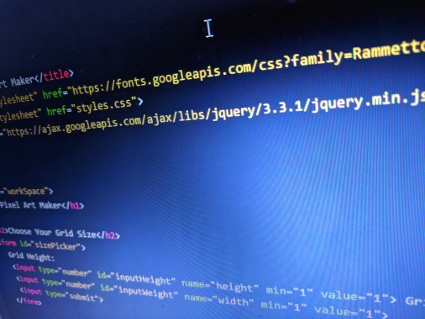 rt Maker</title>
ylesheet" href="https://fonts.googleapis.com/css?family=Rammetto
ylesheet" href="styles.css">
="https://ajax.googleapis.com/ajax/libs/jquery/3.3.1/jquery.min.js
="workSpace">
Pixel Art Maker</h1>
2>Choose Your Grid Size</h2>
form id="sizePicker">
Grid Height:
<input type="number" id="inputHeight" name="height" min="1" value="1"> Gri
<input type="number" id="inputWeight" name="width" min="1" value="1">
<input type="submit">
</form>